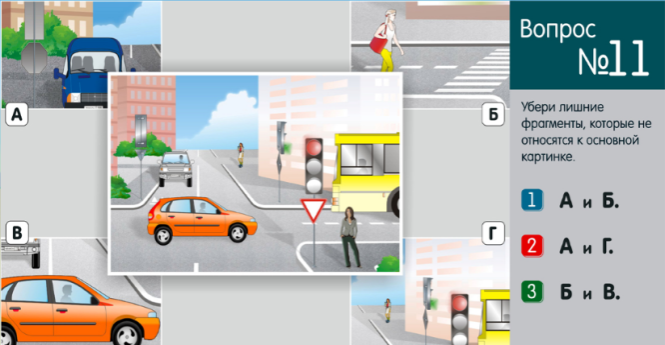 Вопрос
№11
А
Б
В
Г
Убери лишние
фрагменты, которые не
относятся к основной
картинке.
1 А и Б.
2 А и Г.
3 Б и В.